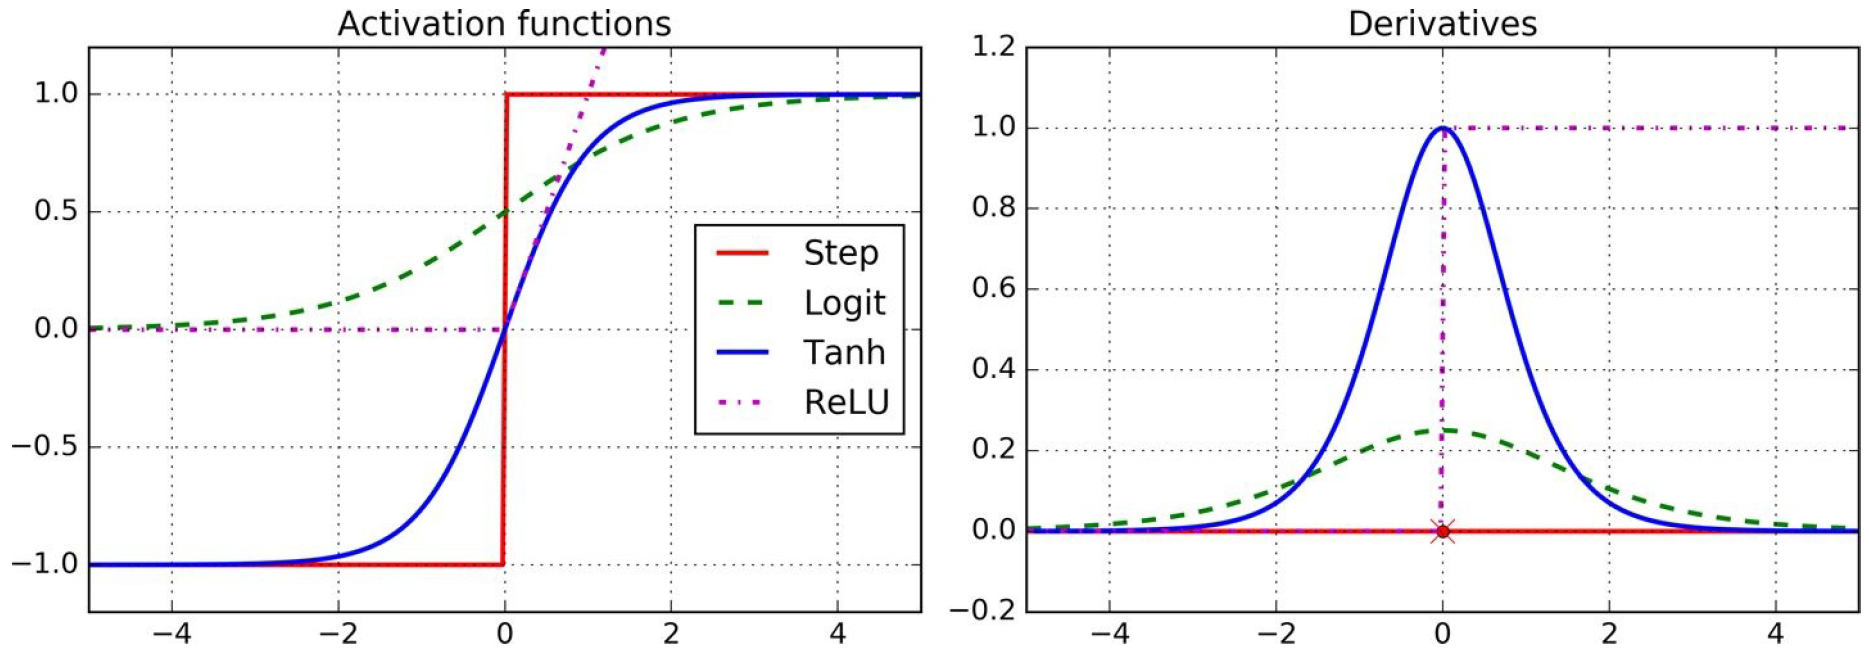 Activation functions
1.0
0.5
0.0
−0.5
−1.0
−4 −2 0 2 4
Step
Logit
Tanh
ReLU
Derivatives
1.2
1.0
0.8
0.6
0.4
0.2
0.0
−0.2
−4 −2 0 2 4